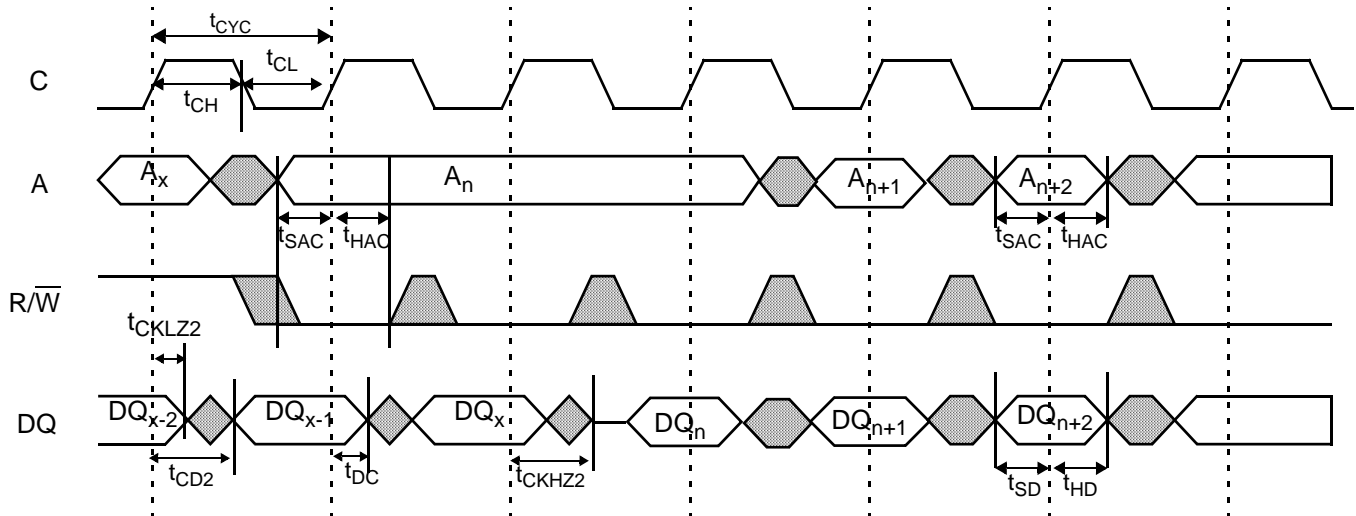 tCYC
tCL
C
tCH
A
Ax
An
An+1
An+2
tSAC
tHAC
tSAC
tHAC
R/W̅
tCKLZ2
DQ
DQx-2
DQx-1
DQx
DQn
DQn+1
DQn+2
tCD2
tDC
tCKHZ2
tSD
tHD